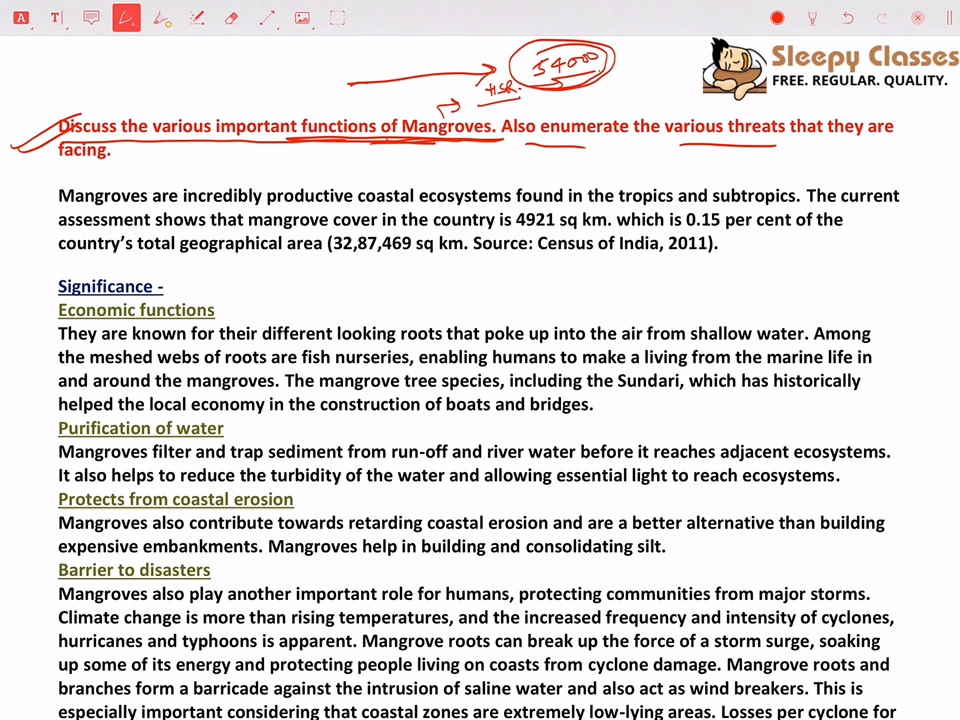 Sleepy Classes
FREE. REGULAR. QUALITY.
54000
Discuss the various important functions of Mangroves. Also enumerate the various threats that they are
facing.
Mangroves are incredibly productive coastal ecosystems found in the tropics and subtropics. The current
assessment shows that mangrove cover in the country is 4921 sq km. which is 0.15 per cent of the
country’s total geographical area (32,87,469 sq km. Source: Census of India, 2011).
Significance -
Economic functions
They are known for their different looking roots that poke up into the air from shallow water. Among
the meshed webs of roots are fish nurseries, enabling humans to make a living from the marine life in
and around the mangroves. The mangrove tree species, including the Sundari, which has historically
helped the local economy in the construction of boats and bridges.
Purification of water
Mangroves filter and trap sediment from run-off and river water before it reaches adjacent ecosystems.
It also helps to reduce the turbidity of the water and allowing essential light to reach ecosystems.
Protects from coastal erosion
Mangroves also contribute towards retarding coastal erosion and are a better alternative than building
expensive embankments. Mangroves help in building and consolidating silt.
Barrier to disasters
Mangroves also play another important role for humans, protecting communities from major storms.
Climate change is more than rising temperatures, and the increased frequency and intensity of cyclones,
hurricanes and typhoons is apparent. Mangrove roots can break up the force of a storm surge, soaking
up some of its energy and protecting people living on coasts from cyclone damage. Mangrove roots and
branches form a barricade against the intrusion of saline water and also act as wind breakers. This is
especially important considering that coastal zones are extremely low-lying areas. Losses per cyclone for